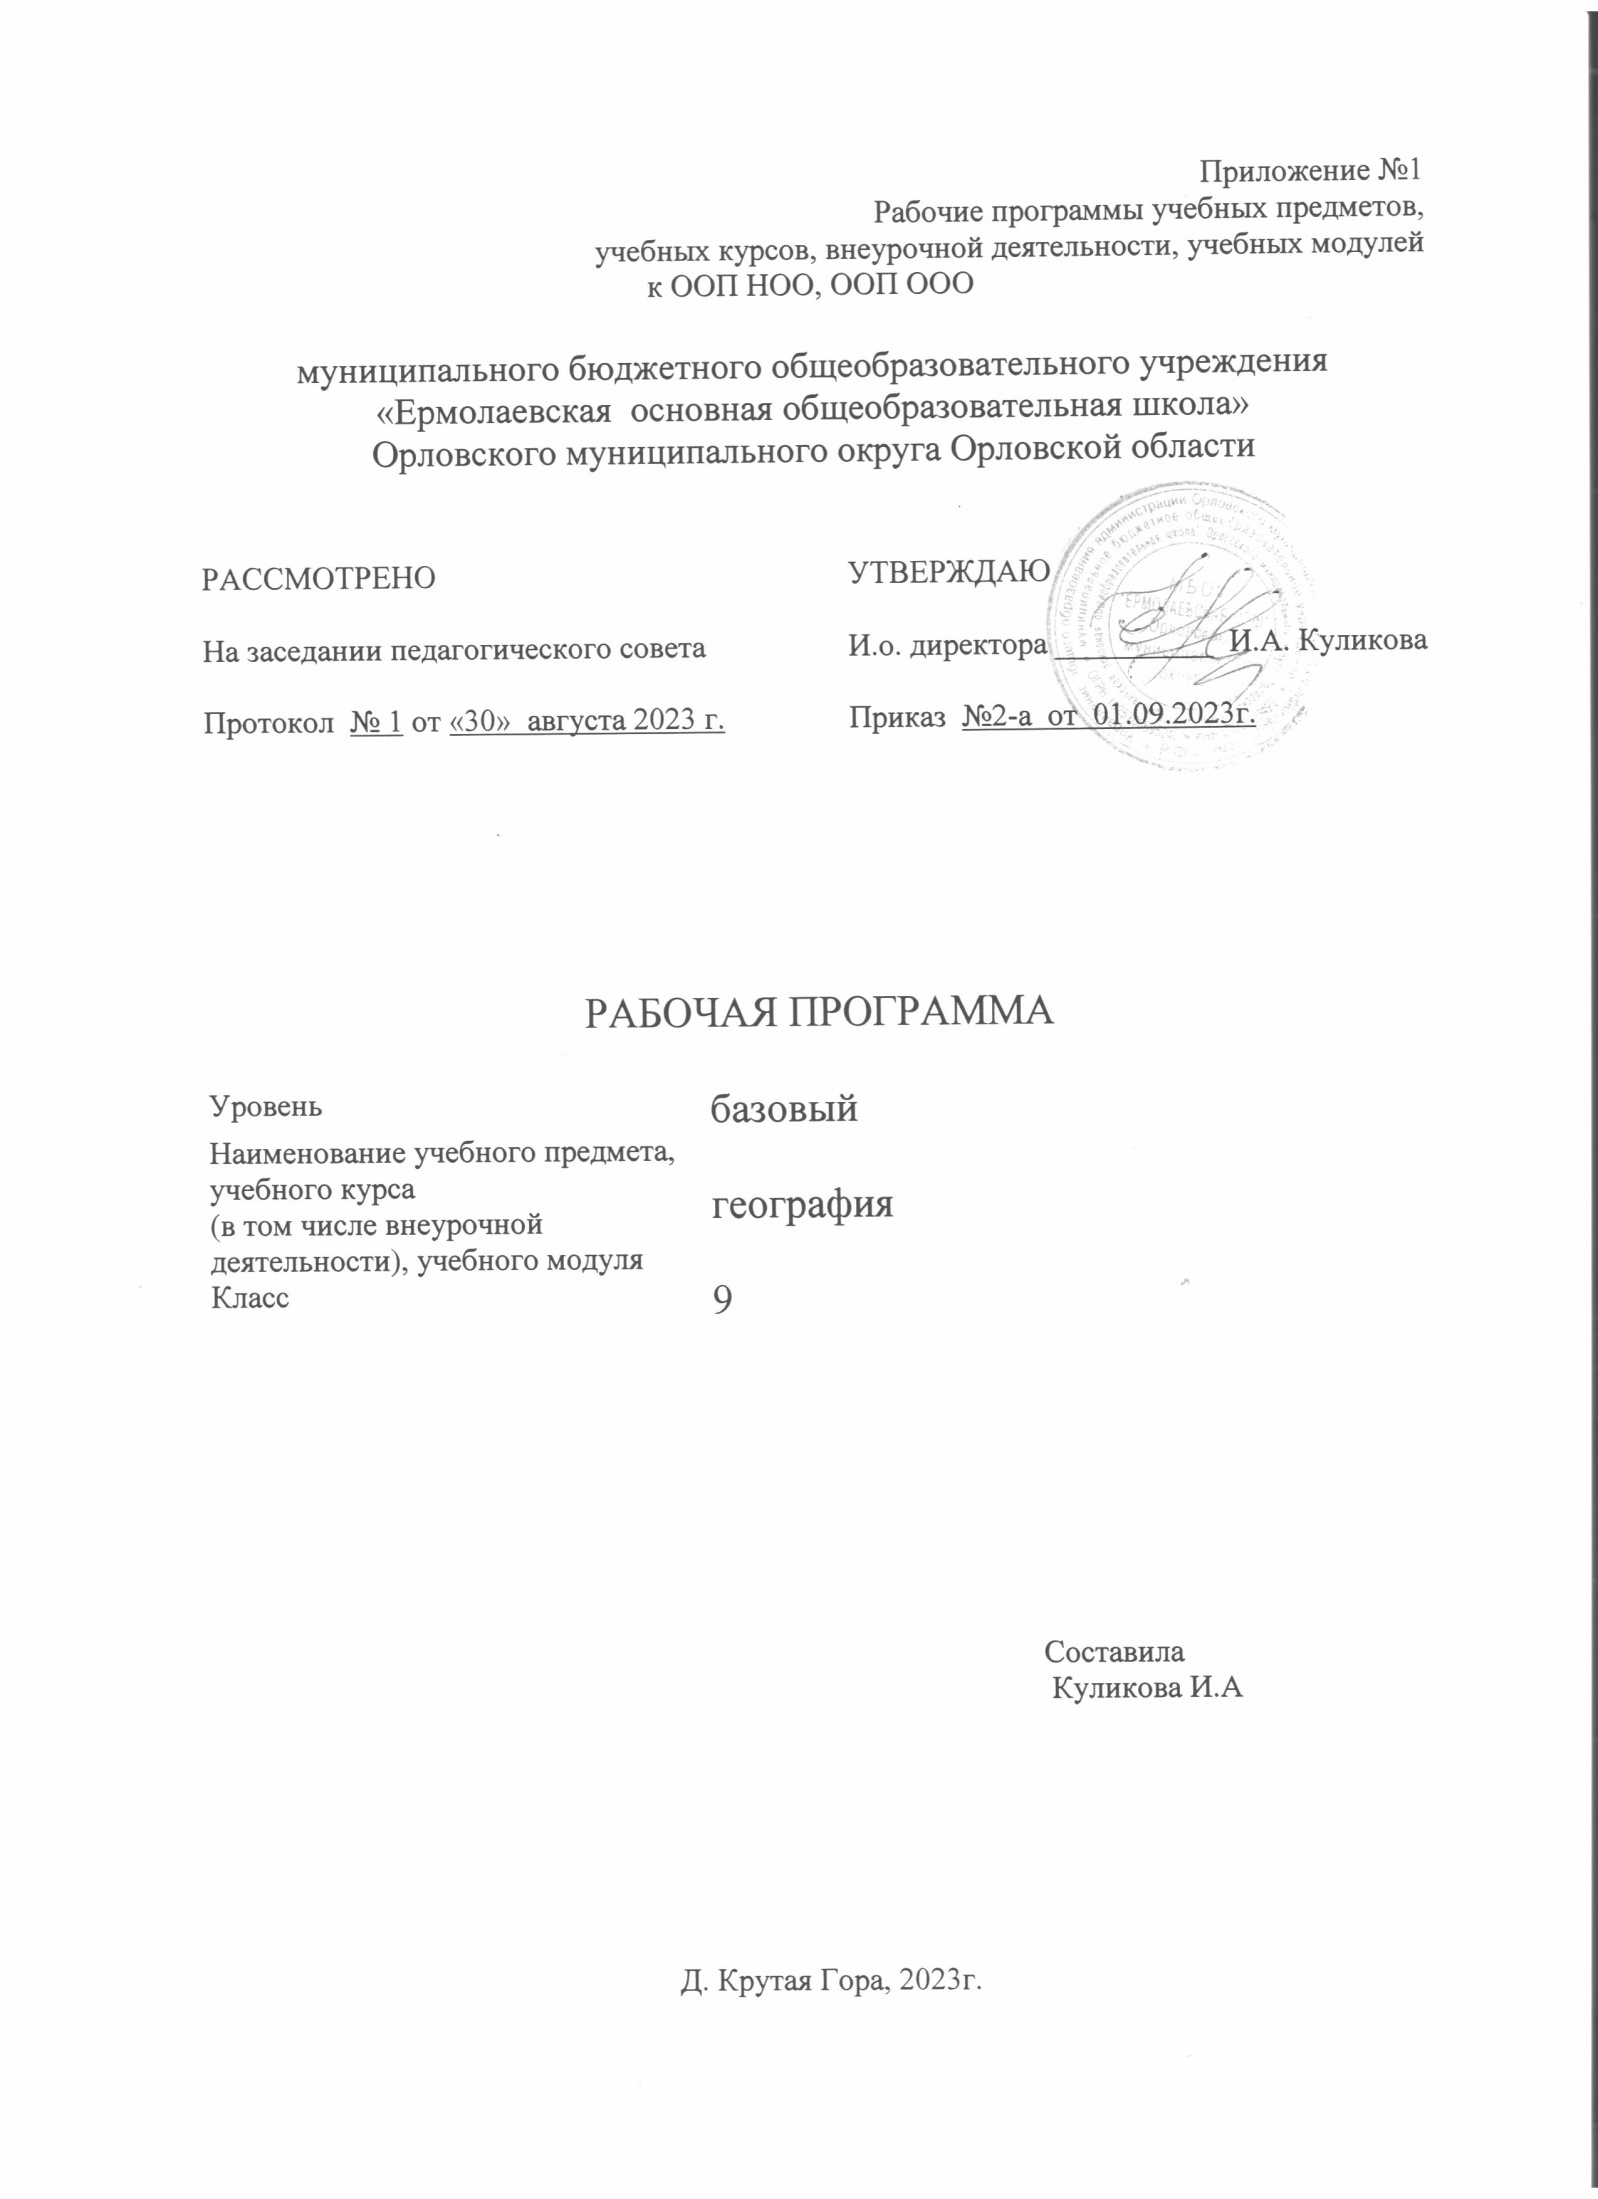 Приложение №1
Рабочие программы учебных предметов,
учебных курсов, внеурочной деятельности, учебных модулей
к ООП НОО, ООП ООО
муниципального бюджетного общеобразовательного учреждения
«Ермолаевская основная общеобразовательная школа»
Орловского муниципального округа Орловской области
РАССМОТРЕНО
На заседании педагогического совета
Протокол № 1 от «30» августа 2023 г.
УТВЕРЖДАЮ
И.о. директора __________ И.А. Куликова
Приказ №2-а от 01.09.2023г.
РАБОЧАЯ ПРОГРАММА
Уровень базовый
Наименование учебного предмета,
учебного курса
(в том числе внеурочной
деятельности), учебного модуля
география
Класс 9
Составила
Куликова И.А
Д. Крутая Гора, 2023г.